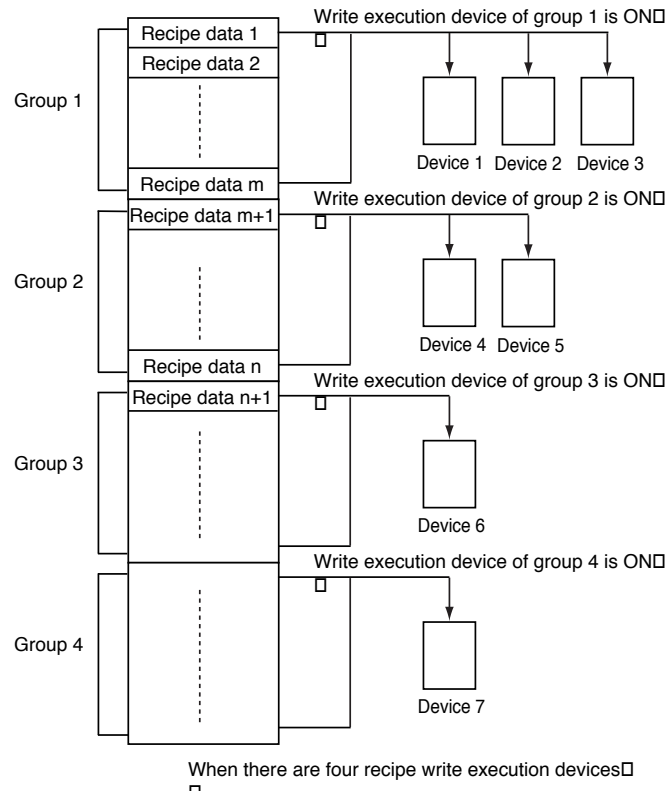 Write execution device of group 1 is ON
Recipe data 1
Recipe data 2
Group 1
Device 1 Device 2 Device 3
Recipe data m
Write execution device of group 2 is ON
Recipe data m+1
Group 2
Device 4 Device 5
Recipe data n
Write execution device of group 3 is ON
Recipe data n+1
Group 3
Device 6
Write execution device of group 4 is ON
Group 4
Device 7
When there are four recipe write execution devices